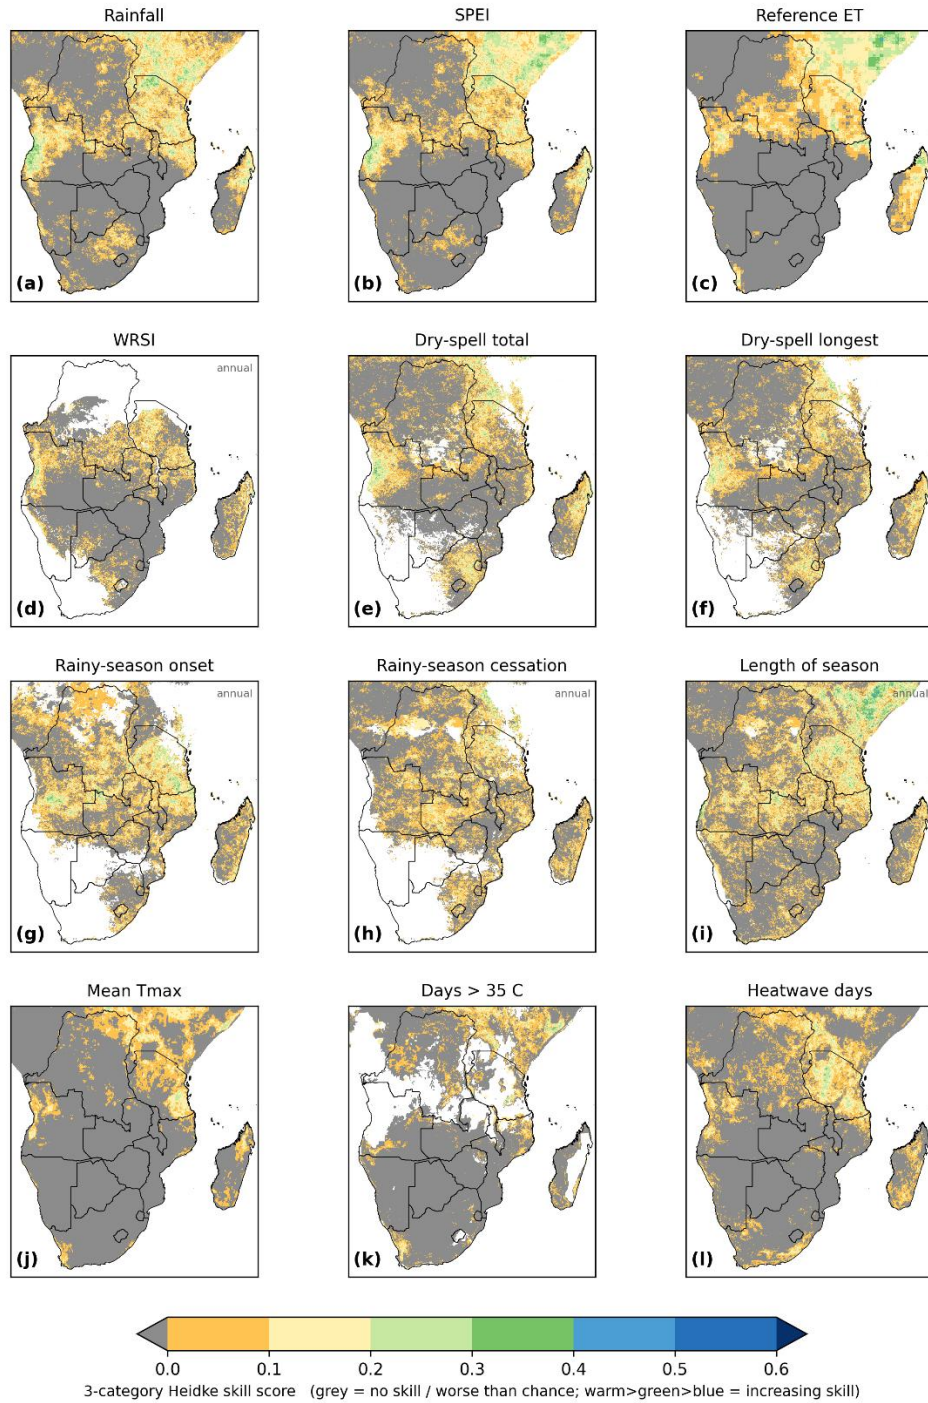 Rainfall
SPEI
Reference ET
(a)
(b)
(c)
WRSI
Dry-spell total
Dry-spell longest
annual
(d)
(e)
(f)
Rainy-season onset
Rainy-season cessation
Length of season
annual
annual
annual
(g)
(h)
(i)
Mean Tmax
Days > 35 C
Heatwave days
(j)
(k)
(l)
0.0 0.1 0.2 0.3 0.4 0.5 0.6
3-category Heidke skill score (grey = no skill / worse than chance; warm>green>blue = increasing skill)